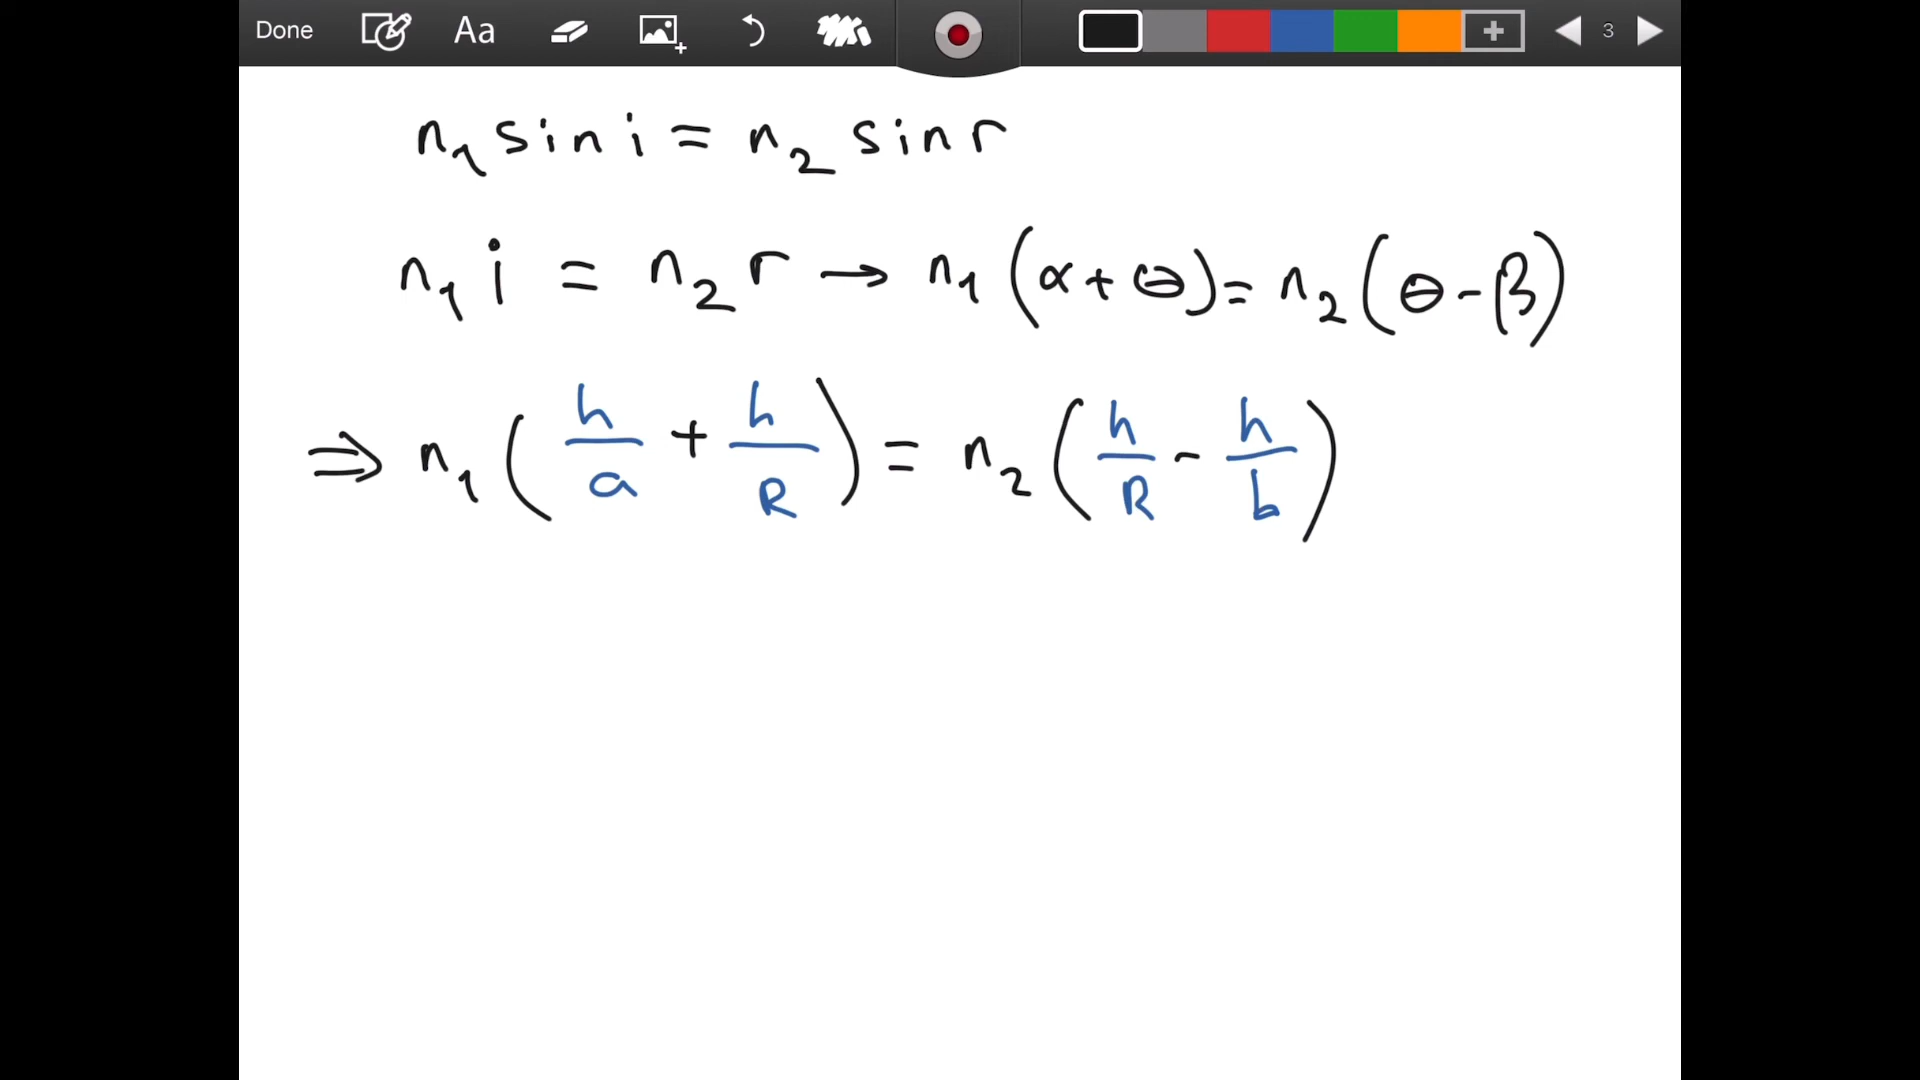 Done Aa 3
n₁ sin i = n₂ sin r
n₁ i = n₂ r → n₁ (α + θ) = n₂ (θ - β)
⇒ n₁ (h/a + h/R) = n₂ (h/R - h/b)